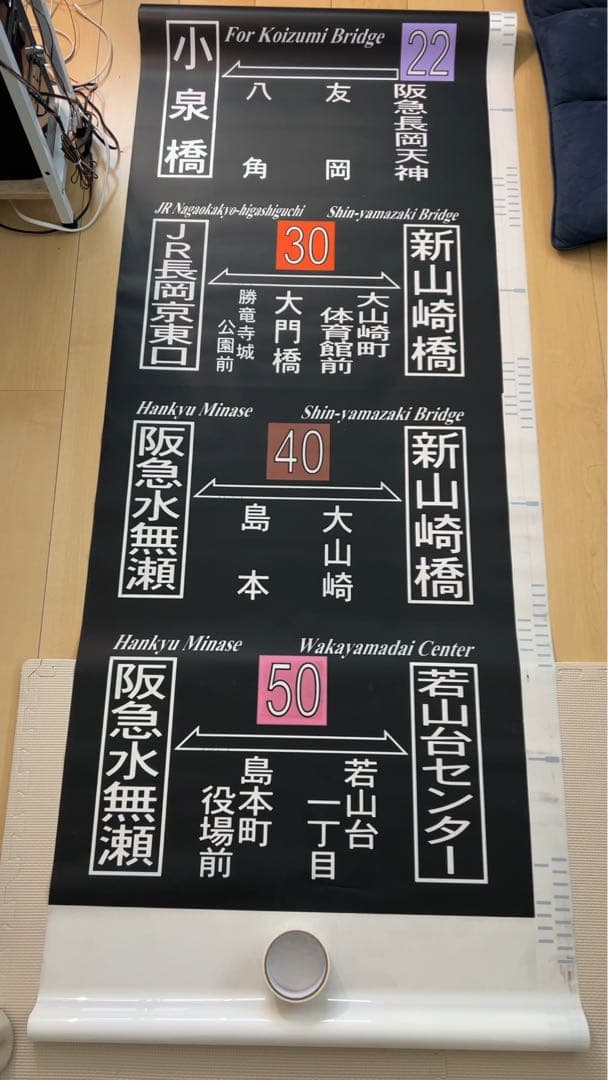 For Koizumi Bridge
22
小泉橋
八角
友岡
阪急長岡天神
JR Nagaokakyo-higashiguchi
Shin-yamazaki Bridge
30
JR長岡京東口
勝竜寺城
公園前
大門橋
大山崎町
体育館前
新山崎橋
Hankyu Minase
Shin-yamazaki Bridge
40
阪急水無瀬
島本
大山崎
新山崎橋
Hankyu Minase
Wakayamadai Center
50
阪急水無瀬
島本町
役場前
若山台
一丁目
若山台センター